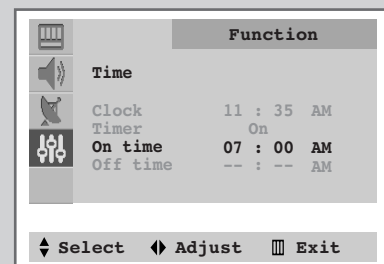 Function
Time
Clock 11 : 35 AM
Timer On
On time 07 : 00 AM
Off time -- : -- AM
Select Adjust Exit